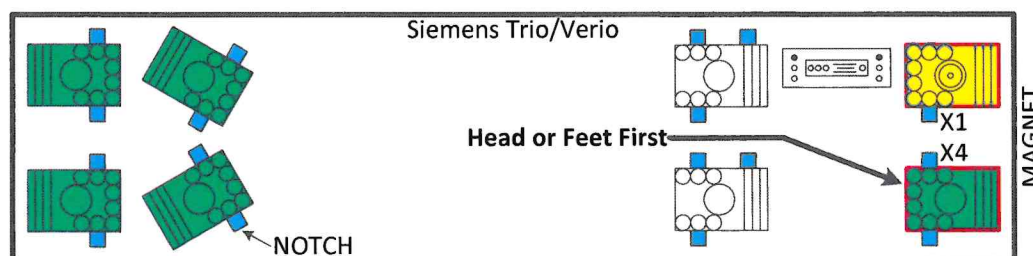 Siemens Trio/Verio
X1
Head or Feet First
X4
MAGNET
NOTCH